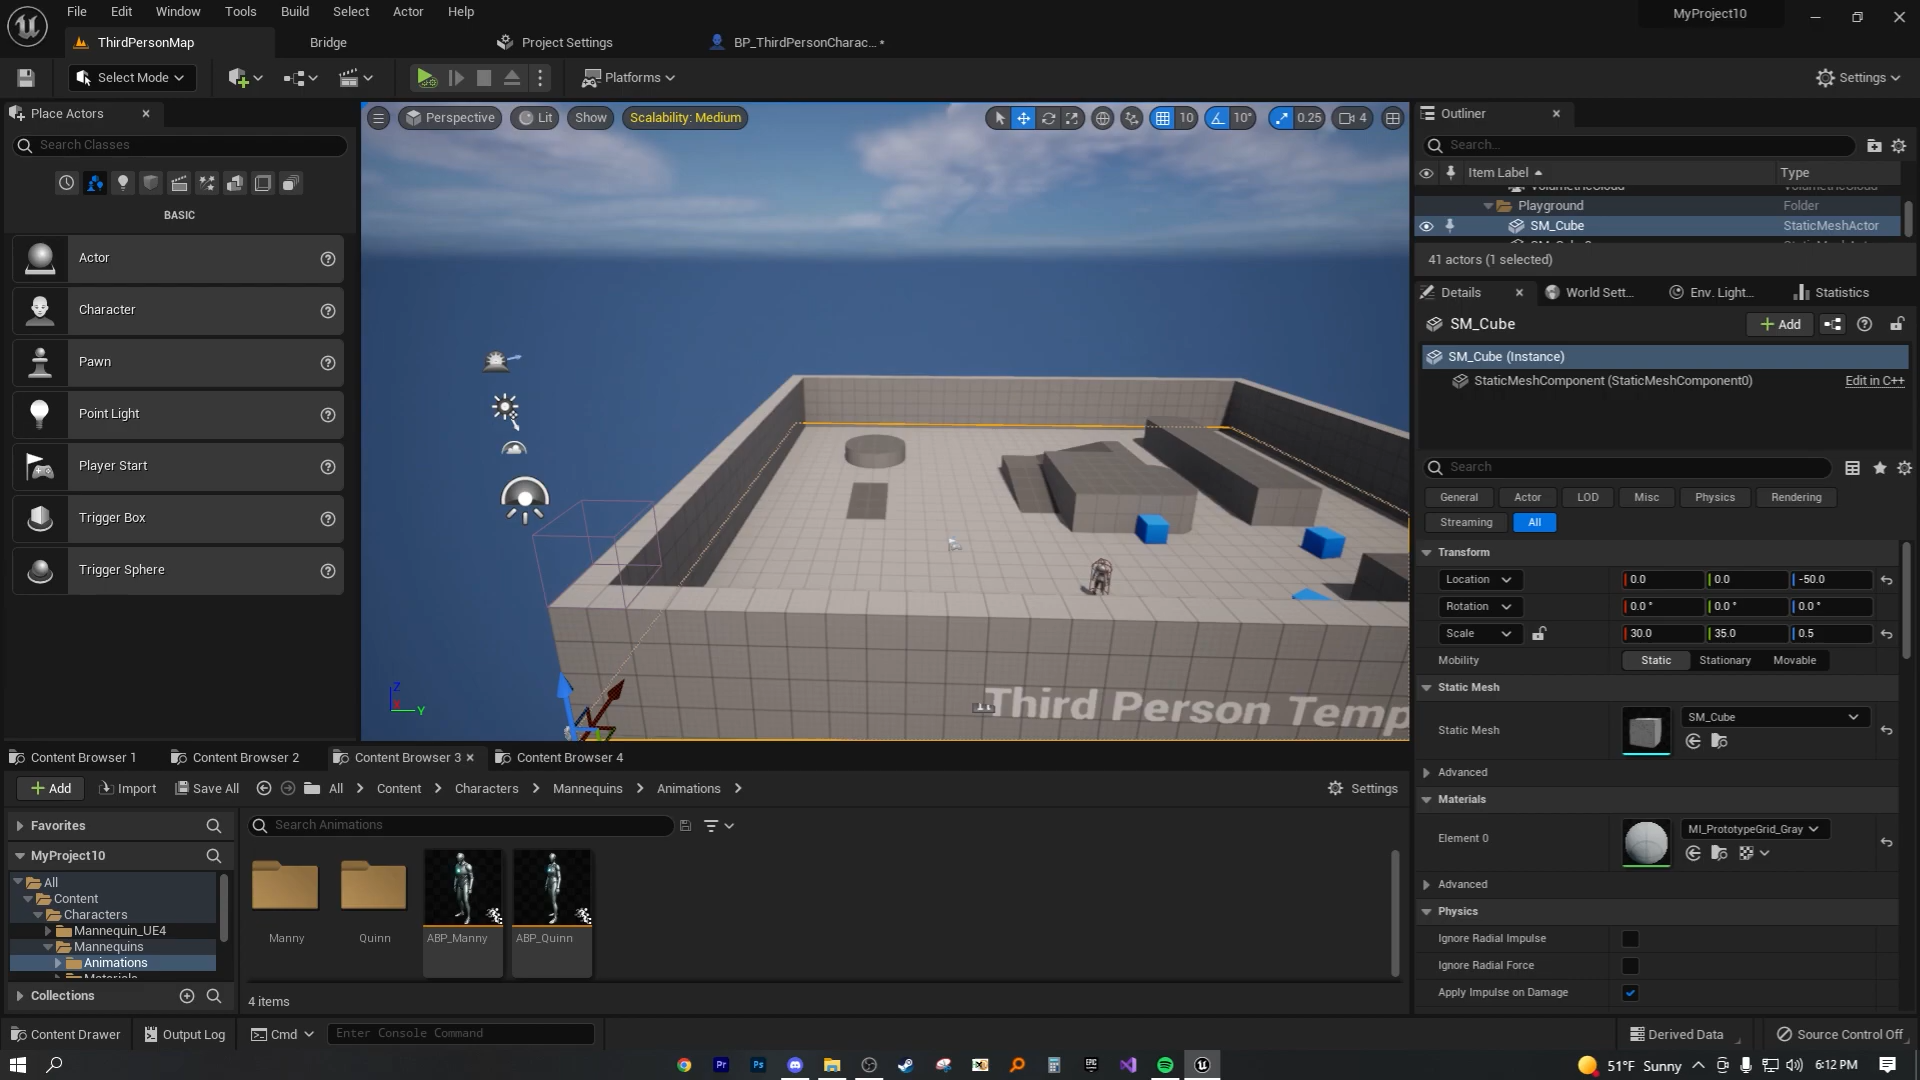 File Edit Window Tools Build Select Actor Help
MyProject10
ThirdPersonMap
Bridge
Project Settings
BP_ThirdPersonCharac... *
Select Mode
Platforms
Settings
Place Actors
Search Classes
BASIC
Actor
Character
Pawn
Point Light
Player Start
Trigger Box
Trigger Sphere
Perspective
Lit
Show
Scalability: Medium
10
10°
0.25
4
Third Person Temp
Z
Y
Outliner
Search...
Item Label
Type
Playground
Folder
SM_Cube
StaticMeshActor
41 actors (1 selected)
Details
World Sett...
Env. Light...
Statistics
SM_Cube
Add
SM_Cube (Instance)
StaticMeshComponent (StaticMeshComponent0)
Edit in C++
Search
General
Actor
LOD
Misc
Physics
Rendering
Streaming
All
Transform
Location 0.0 0.0 -50.0
Rotation 0.0 ° 0.0 ° 0.0 °
Scale 30.0 35.0 0.5
Mobility Static Stationary Movable
Static Mesh
Static Mesh
SM_Cube
Advanced
Materials
Element 0
MI_PrototypeGrid_Gray
Advanced
Physics
Ignore Radial Impulse
Ignore Radial Force
Apply Impulse on Damage
Content Browser 1
Content Browser 2
Content Browser 3
Content Browser 4
Add
Import
Save All
All
Content
Characters
Mannequins
Animations
Settings
Favorites
MyProject10
All
Content
Characters
Mannequin_UE4
Mannequins
Animations
Collections
Search Animations
Manny
Quinn
ABP_Manny
ABP_Quinn
4 items
Content Drawer
Output Log
Cmd
Enter Console Command
Derived Data
Source Control Off
51°F Sunny
6:12 PM